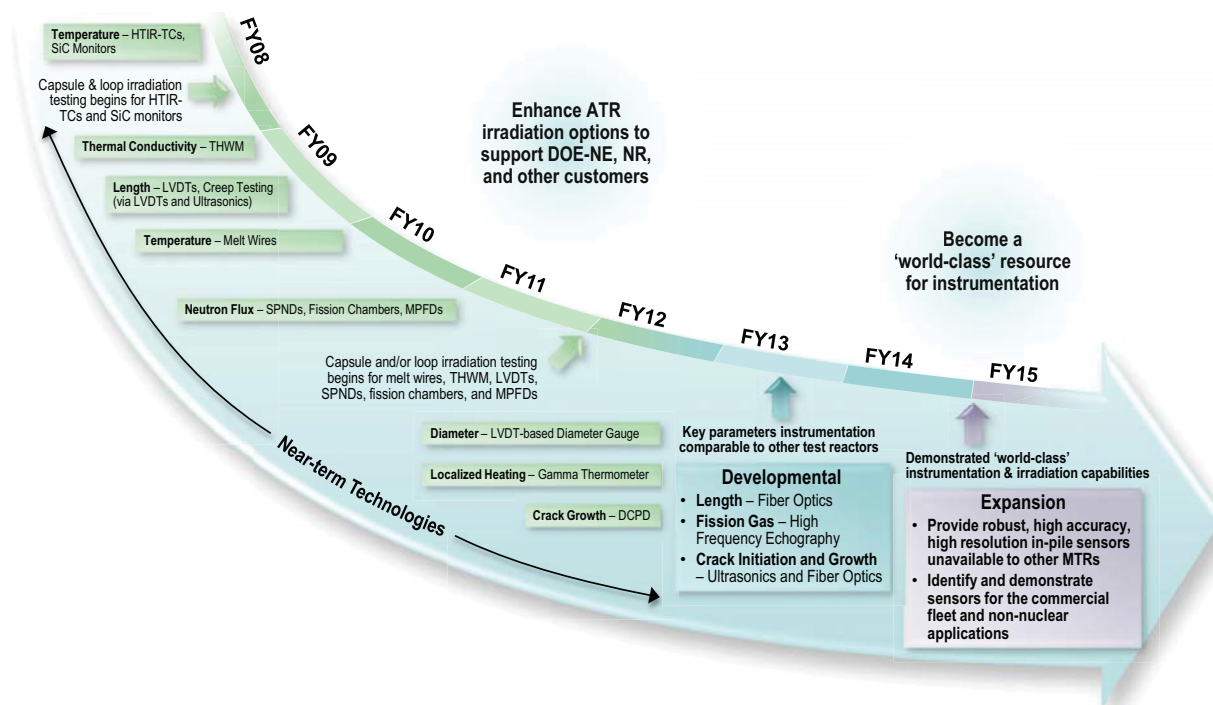 Temperature – HTIR-TCs,
SiC Monitors
Capsule & loop irradiation
testing begins for HTIR-
TCs and SiC monitors
Thermal Conductivity – THWM
Length – LVDTs, Creep Testing
(via LVDTs and Ultrasonics)
Temperature – Melt Wires
Neutron Flux – SPNDs, Fission Chambers, MPFDs
Capsule and/or loop irradiation testing
begins for melt wires, THWM, LVDTs,
SPNDs, fission chambers, and MPFDs
Diameter – LVDT-based Diameter Gauge
Localized Heating – Gamma Thermometer
Crack Growth – DCPD
Near-term Technologies
FY08
FY09
FY10
FY11
FY12
FY13
FY14
FY15
Enhance ATR
irradiation options to
support DOE-NE, NR,
and other customers
Become a
‘world-class’ resource
for instrumentation
Key parameters instrumentation
comparable to other test reactors
Developmental
• Length – Fiber Optics
• Fission Gas – High
Frequency Echography
• Crack Initiation and Growth
– Ultrasonics and Fiber Optics
Demonstrated ‘world-class’
instrumentation & irradiation capabilities
Expansion
• Provide robust, high accuracy,
high resolution in-pile sensors
unavailable to other MTRs
• Identify and demonstrate
sensors for the commercial
fleet and non-nuclear
applications